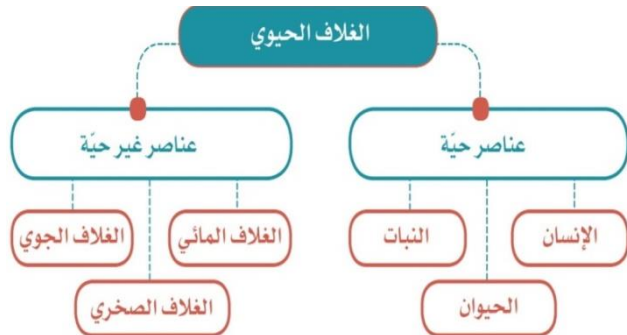 الغلاف الحيوي
عناصر حيّة
عناصر غير حيّة
الإنسان
النبات
الغلاف المائي
الغلاف الجوي
الحيوان
الغلاف الصخري